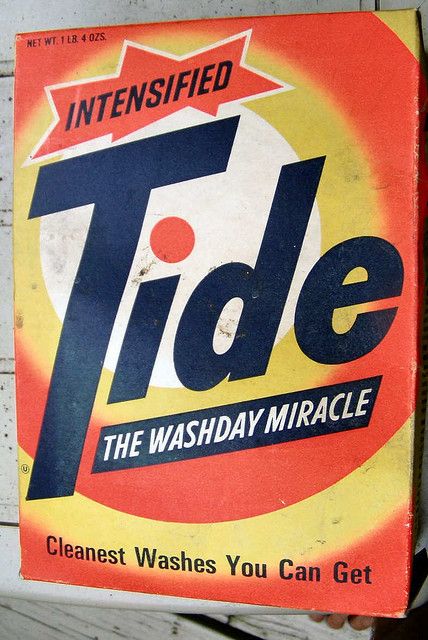 NET WT. 1 LB. 4 OZS.
INTENSIFIED
Tide
THE WASHDAY MIRACLE
U
Cleanest Washes You Can Get